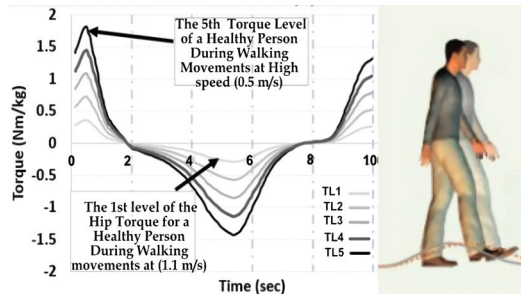 2
1.5
1
0.5
0
-0.5
-1
-1.5
-2
Torque (Nm/kg)
The 5th Torque Level
of a Healthy Person
During Walking
Movements at High
speed (0.5 m/s)
0
2
4
6
8
10
The 1st level of the
Hip Torque for a
Healthy Person
During Walking
movements at (1.1 m/s)
TL1
TL2
TL3
TL4
TL5
Time (sec)